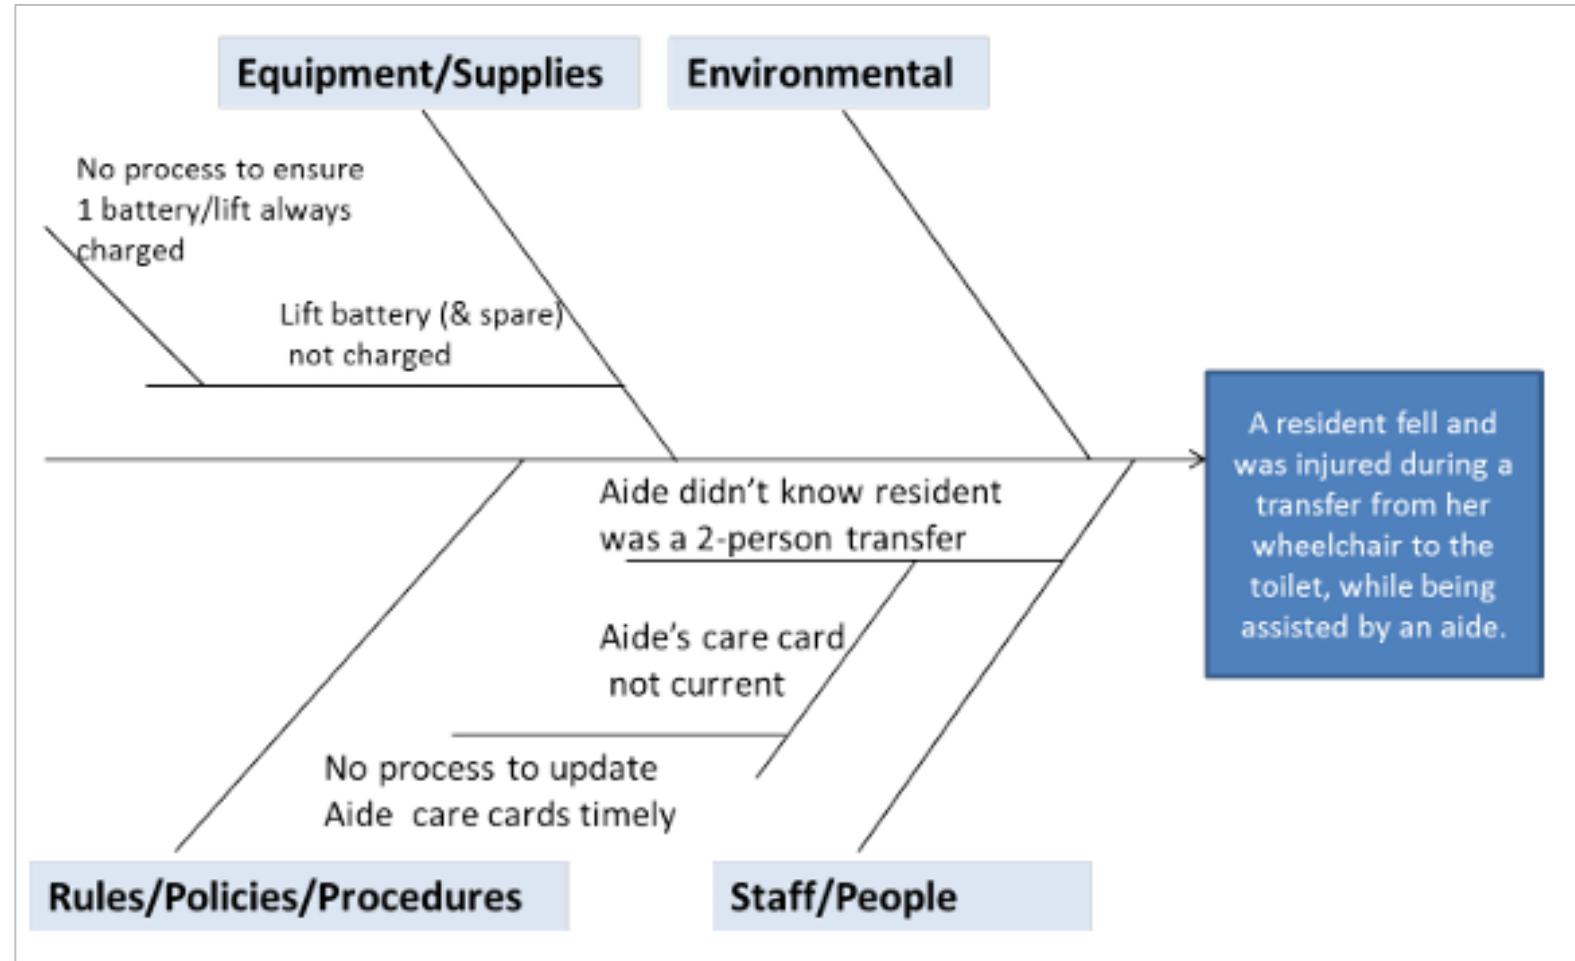 Equipment/Supplies
Environmental
No process to ensure
1 battery/lift always
charged
Lift battery (& spare)
not charged
Aide didn’t know resident
was a 2-person transfer
Aide’s care card
not current
No process to update
Aide care cards timely
Rules/Policies/Procedures
Staff/People
A resident fell and
was injured during a
transfer from her
wheelchair to the
toilet, while being
assisted by an aide.